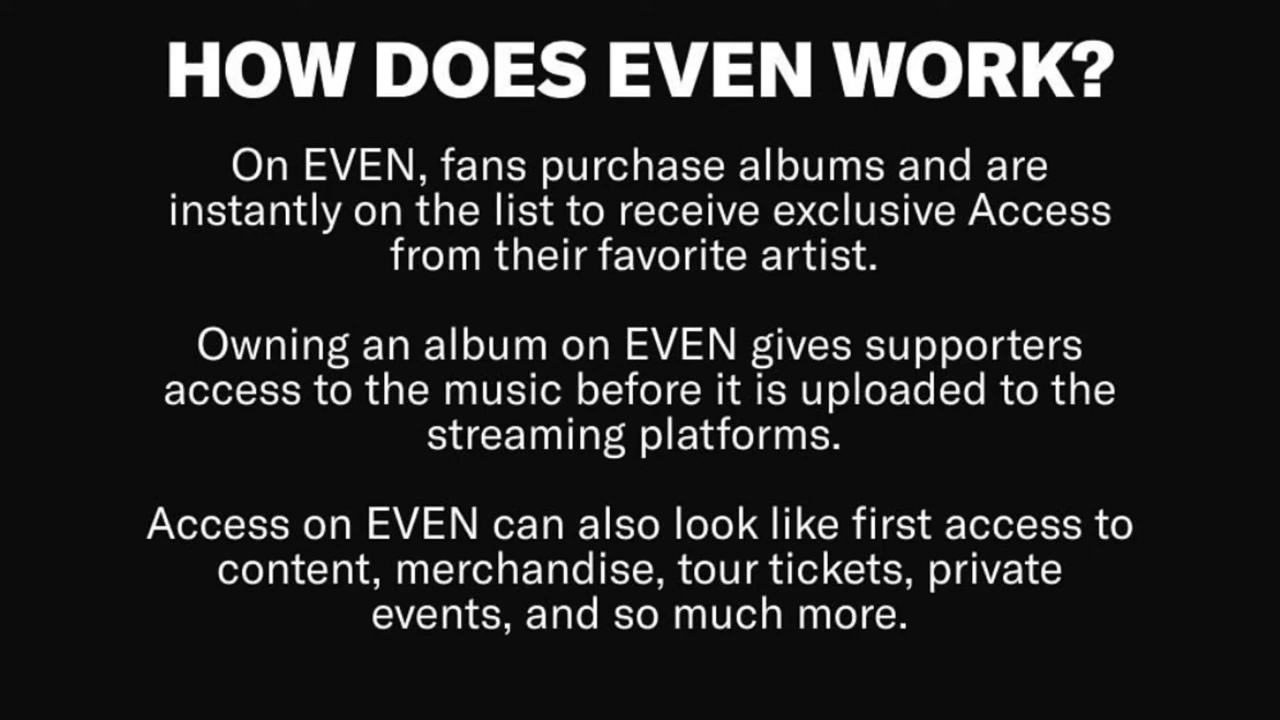 HOW DOES EVEN WORK?
On EVEN, fans purchase albums and are
instantly on the list to receive exclusive Access
from their favorite artist.
Owning an album on EVEN gives supporters
access to the music before it is uploaded to the
streaming platforms.
Access on EVEN can also look like first access to
content, merchandise, tour tickets, private
events, and so much more.